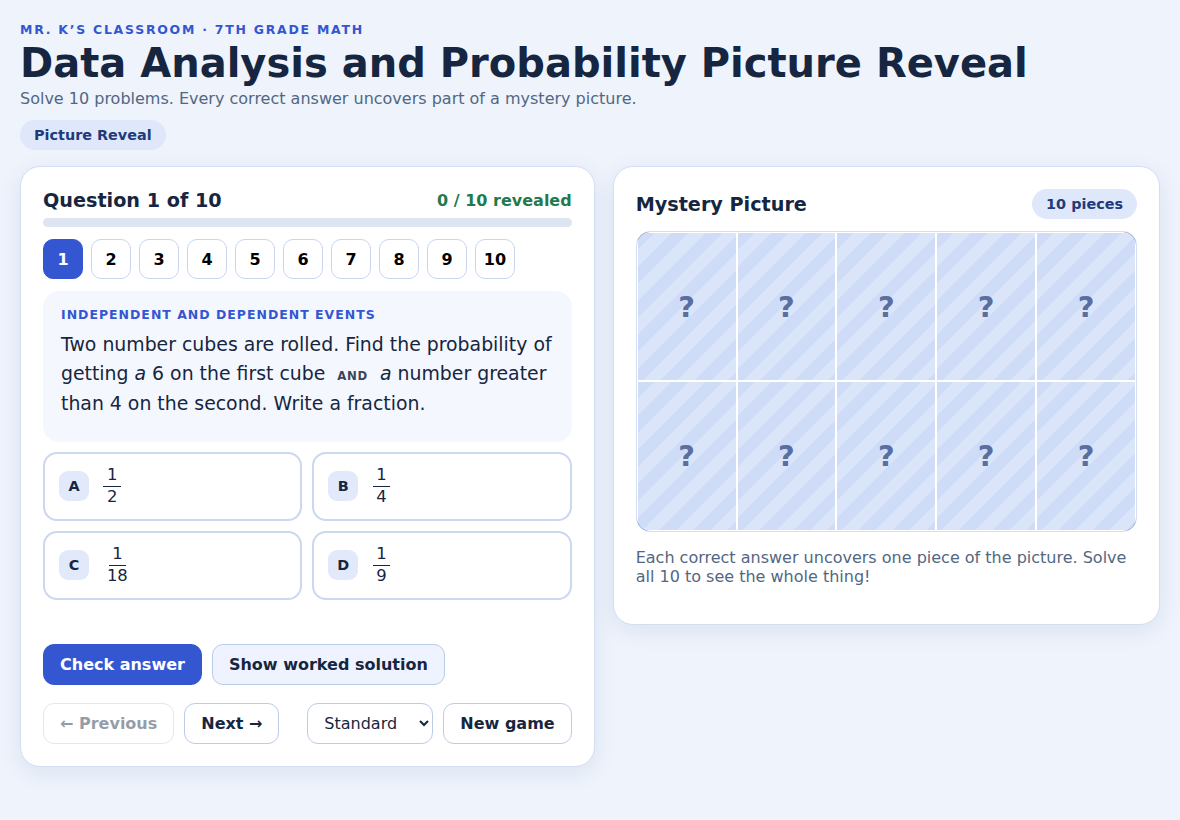 MR. K’S CLASSROOM · 7TH GRADE MATH
Data Analysis and Probability Picture Reveal
Solve 10 problems. Every correct answer uncovers part of a mystery picture.
Picture Reveal
Question 1 of 10
0 / 10 revealed
1 2 3 4 5 6 7 8 9 10
INDEPENDENT AND DEPENDENT EVENTS
Two number cubes are rolled. Find the probability of
getting a 6 on the first cube AND a number greater
than 4 on the second. Write a fraction.
A 1/2
B 1/4
C 1/18
D 1/9
Check answer
Show worked solution
← Previous
Next →
Standard
New game
Mystery Picture
10 pieces
? ? ? ? ?
? ? ? ? ?
Each correct answer uncovers one piece of the picture. Solve
all 10 to see the whole thing!